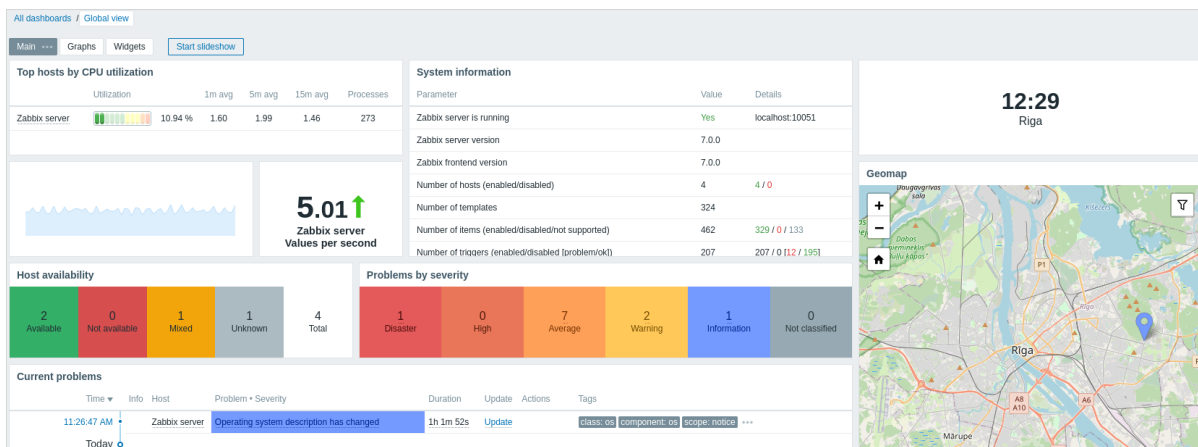 All dashboards / Global view
Main ••• Graphs Widgets Start slideshow
Top hosts by CPU utilization
Utilization 1m avg 5m avg 15m avg Processes
Zabbix server 10.94 % 1.60 1.99 1.46 273
5.01
Zabbix server
Values per second
System information
Parameter Value Details
Zabbix server is running Yes localhost:10051
Zabbix server version 7.0.0
Zabbix frontend version 7.0.0
Number of hosts (enabled/disabled) 4 4 / 0
Number of templates 324
Number of items (enabled/disabled/not supported) 462 329 / 0 / 133
Number of triggers (enabled/disabled [problem/ok]) 207 207 / 0 [12 / 195]
12:29
Riga
Host availability
2 0 1 1 4
Available Not available Mixed Unknown Total
Problems by severity
1 0 7 2 1 0
Disaster High Average Warning Information Not classified
Geomap
Daugavgrīvas
sala
+
−
Dabas
Ķīšezers
P1
Rīga
Rīga
A8
A10
A6
Mārupe
Current problems
Time Info Host Problem • Severity Duration Update Actions Tags
11:26:47 AM Zabbix server Operating system description has changed 1h 1m 52s Update class: os component: os scope: notice •••
Today